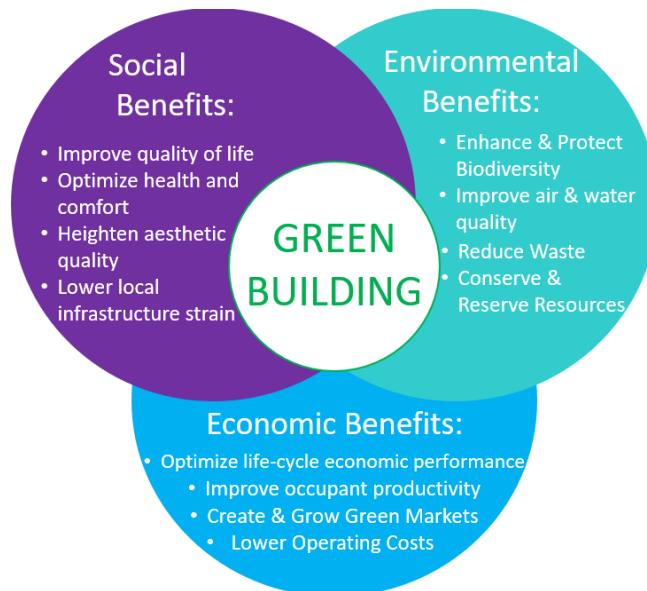 Social
Benefits:
• Improve quality of life
• Optimize health and
comfort
• Heighten aesthetic
quality
• Lower local
infrastructure strain
Environmental
Benefits:
• Enhance & Protect
Biodiversity
• Improve air & water
quality
• Reduce Waste
• Conserve &
Reserve Resources
GREEN
BUILDING
Economic Benefits:
• Optimize life-cycle economic performance
• Improve occupant productivity
• Create & Grow Green Markets
• Lower Operating Costs